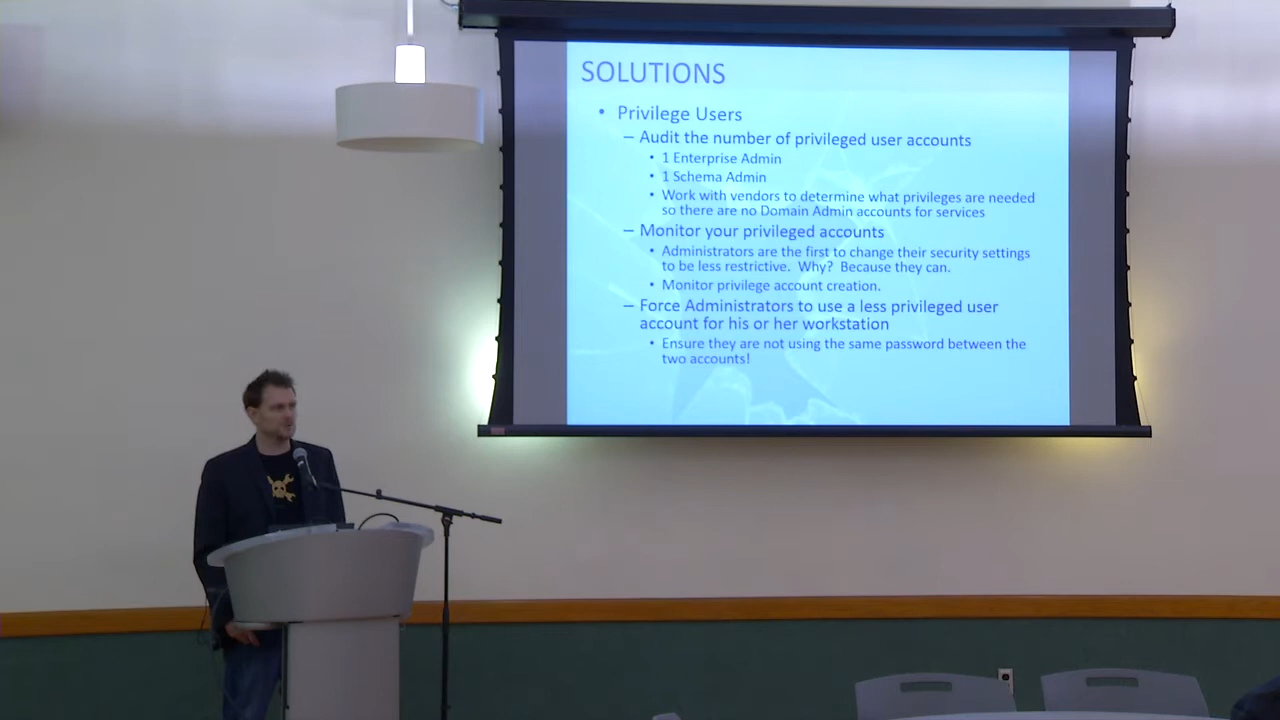 SOLUTIONS
• Privilege Users
– Audit the number of privileged user accounts
• 1 Enterprise Admin
• 1 Schema Admin
• Work with vendors to determine what privileges are needed
so there are no Domain Admin accounts for services
– Monitor your privileged accounts
• Administrators are the first to change their security settings
to be less restrictive.  Why?  Because they can.
• Monitor privilege account creation.
– Force Administrators to use a less privileged user
account for his or her workstation
• Ensure they are not using the same password between the
two accounts!